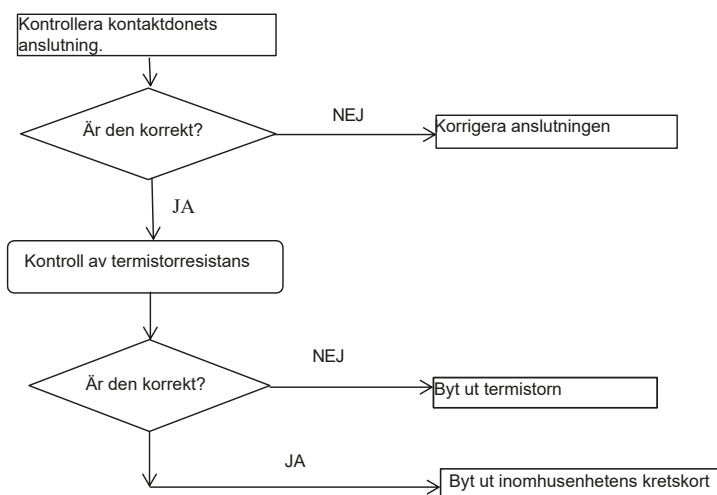 Kontrollera kontaktdonets
anslutning.
Är den korrekt?
NEJ
Korrigera anslutningen
JA
Kontroll av termistorresistans
Är den korrekt?
NEJ
Byt ut termistorn
JA
Byt ut inomhusenhetens kretskort